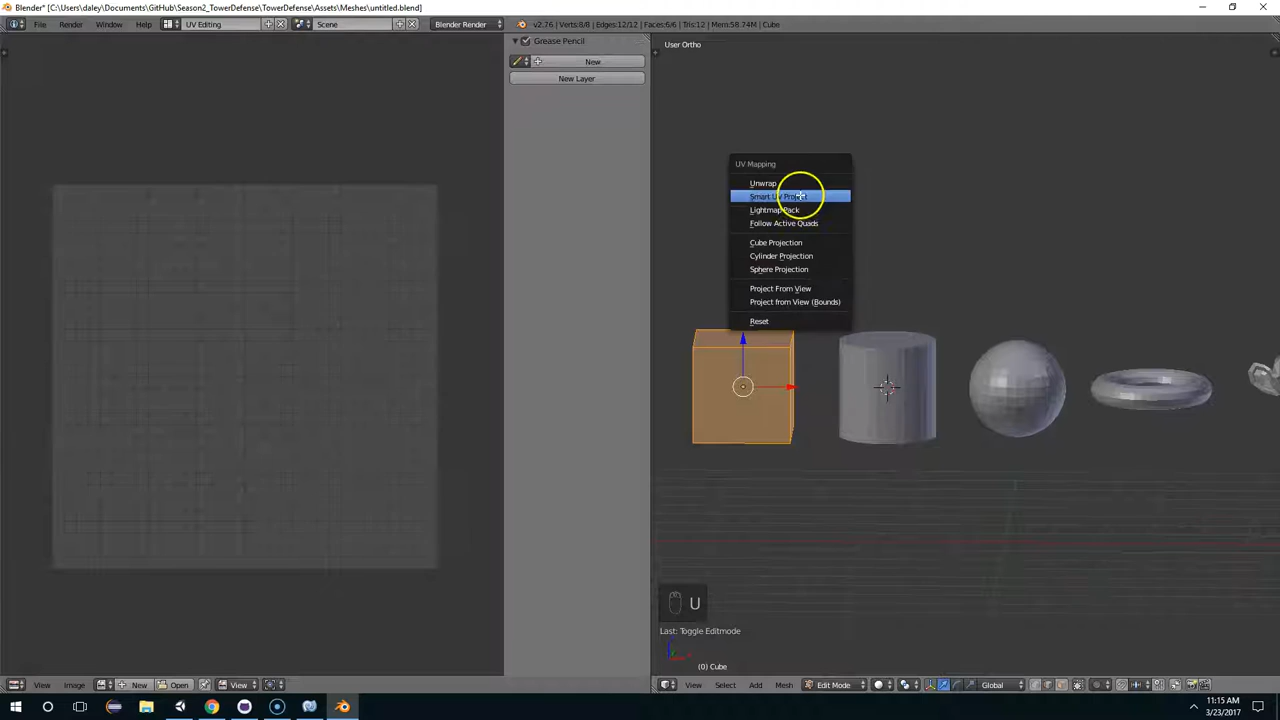 Blender* [C:\Users\daley\Documents\GitHub\Season2_TowerDefense\TowerDefense\Assets\Meshes\untitled.blend]
File Render Window Help UV Editing Scene Blender Render v2.76 | Verts:8/8 | Edges:12/12 | Faces:6/6 | Tris:12 | Mem:58.74M | Cube
Grease Pencil
New
New Layer
User Ortho
UV Mapping
Unwrap
Smart UV Project
Lightmap Pack
Follow Active Quads
Cube Projection
Cylinder Projection
Sphere Projection
Project From View
Project from View (Bounds)
Reset
U
Last: Toggle Editmode
(0) Cube
View Image New Open View View Select Add Mesh Edit Mode Global
11:15 AM
3/23/2017